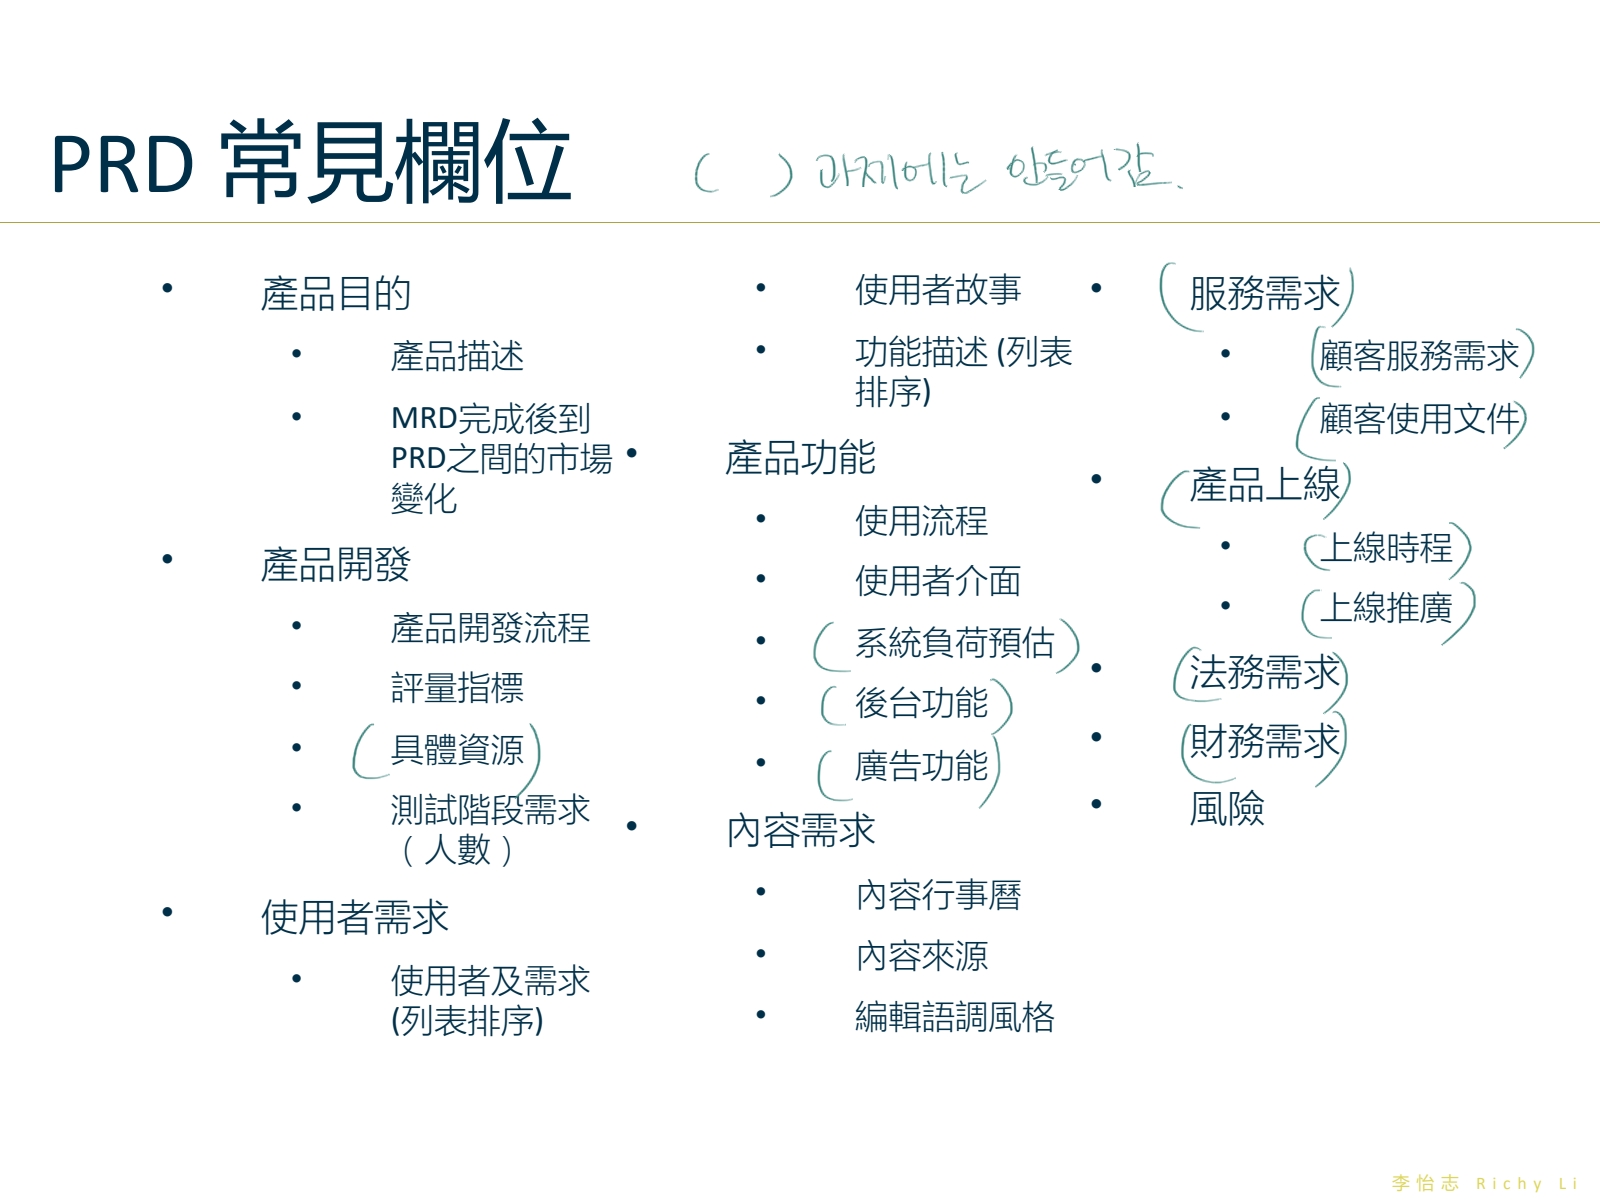 PRD 常見欄位
( ) 과제에는 안들어감.
• 產品目的
• 產品描述
• MRD完成後到
PRD之間的市場
變化
• 產品開發
• 產品開發流程
• 評量指標
• (具體資源)
• 測試階段需求
（人數）
• 使用者需求
• 使用者及需求
(列表排序)
• 使用者故事
• 功能描述 (列表
排序)
• 產品功能
• 使用流程
• 使用者介面
• (系統負荷預估)
• (後台功能)
• (廣告功能)
• 內容需求
• 內容行事曆
• 內容來源
• 編輯語調風格
• (服務需求)
• (顧客服務需求)
• (顧客使用文件)
• (產品上線)
• (上線時程)
• (上線推廣)
• (法務需求)
• (財務需求)
• 風險
李怡志 Richy Li